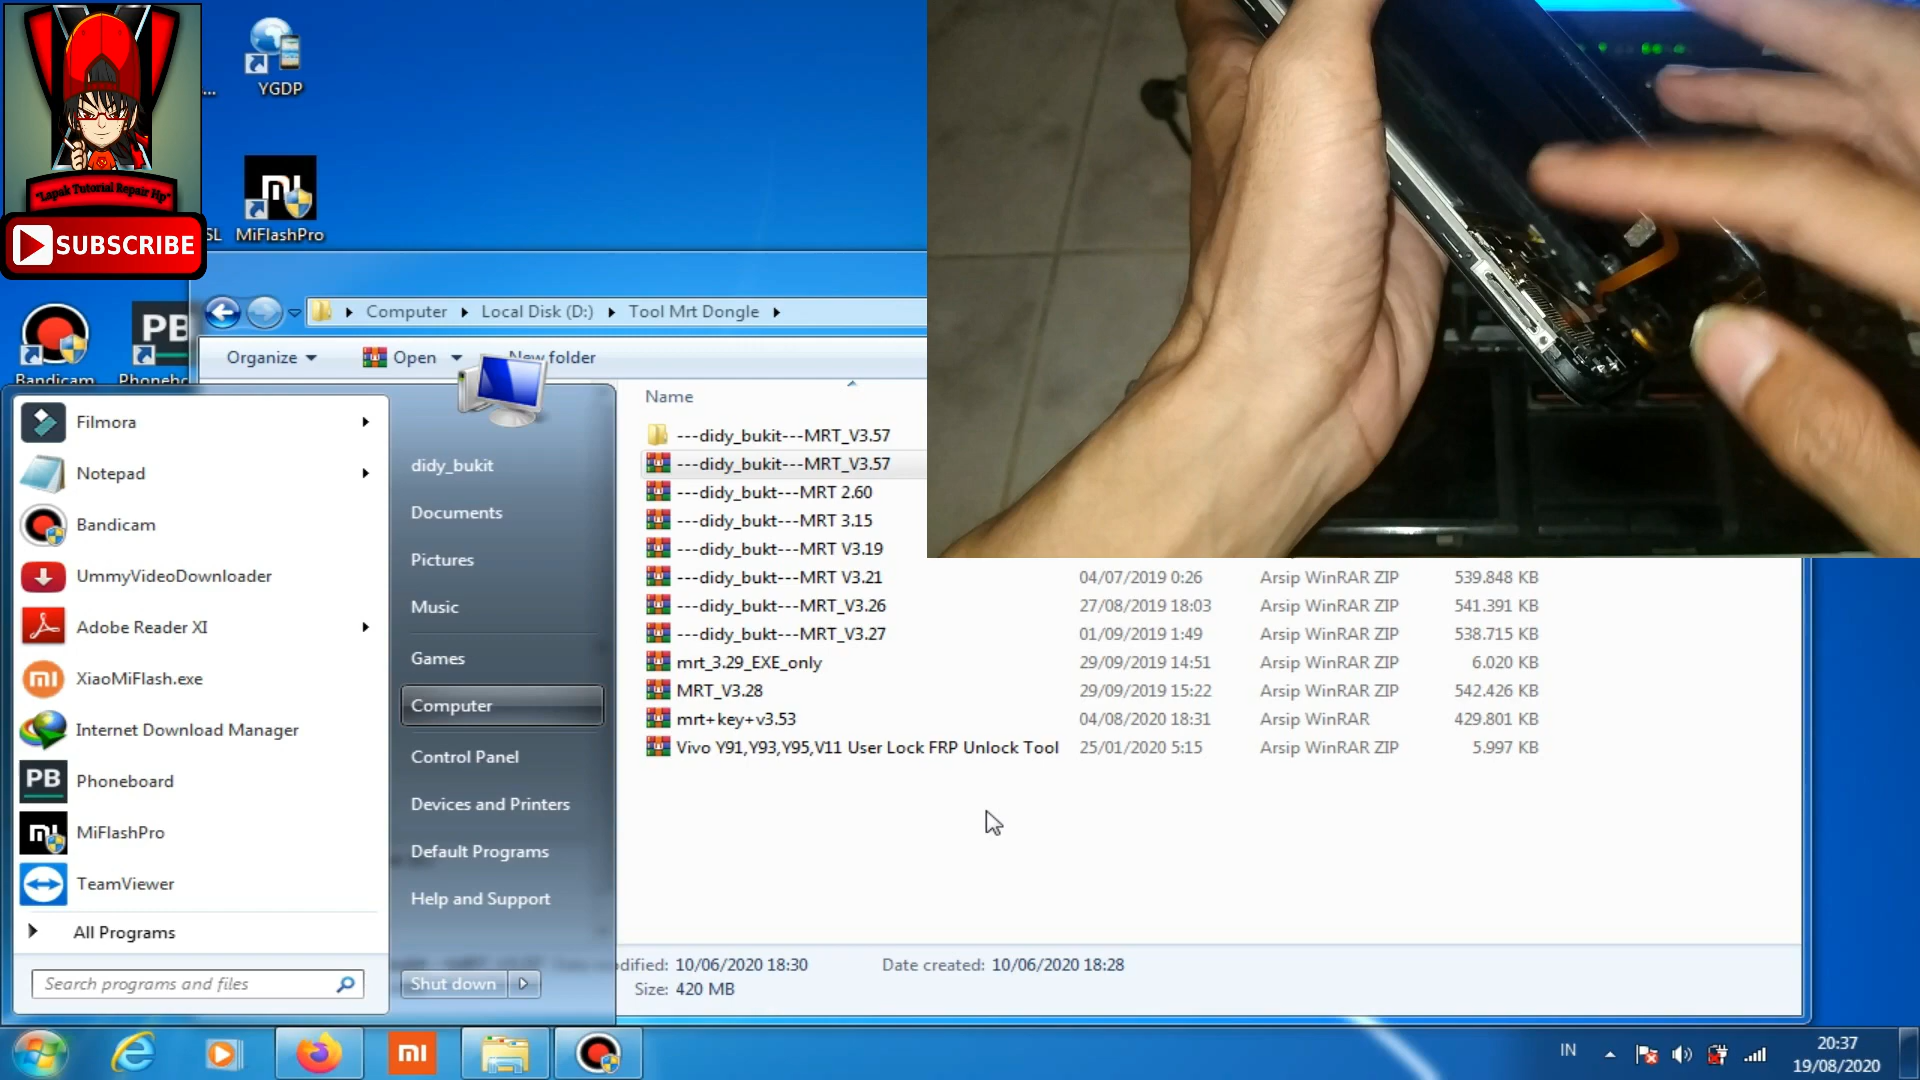 YGDP
...
"Lapak Tutorial Repair Hp"
SUBSCRIBE
SL
MiFlashPro
Bandicam
PB
Computer
Local Disk (D:)
Tool Mrt Dongle
Organize
Open
New folder
Name
---didy_bukit---MRT_V3.57
---didy_bukit---MRT_V3.57
---didy_bukt---MRT 2.60
---didy_bukt---MRT 3.15
---didy_bukt---MRT V3.19
---didy_bukt---MRT V3.21 04/07/2019 0:26 Arsip WinRAR ZIP 539.848 KB
---didy_bukt---MRT_V3.26 27/08/2019 18:03 Arsip WinRAR ZIP 541.391 KB
---didy_bukt---MRT_V3.27 01/09/2019 1:49 Arsip WinRAR ZIP 538.715 KB
mrt_3.29_EXE_only 29/09/2019 14:51 Arsip WinRAR ZIP 6.020 KB
MRT_V3.28 29/09/2019 15:22 Arsip WinRAR ZIP 542.426 KB
mrt+key+v3.53 04/08/2020 18:31 Arsip WinRAR 429.801 KB
Vivo Y91,Y93,Y95,V11 User Lock FRP Unlock Tool 25/01/2020 5:15 Arsip WinRAR ZIP 5.997 KB
Filmora
Notepad
Bandicam
UmmyVideoDownloader
Adobe Reader XI
XiaoMiFlash.exe
Internet Download Manager
PB Phoneboard
MiFlashPro
TeamViewer
All Programs
Search programs and files
didy_bukit
Documents
Pictures
Music
Games
Computer
Control Panel
Devices and Printers
Default Programs
Help and Support
Shut down
dified: 10/06/2020 18:30 Date created: 10/06/2020 18:28
Size: 420 MB
IN
20:37
19/08/2020